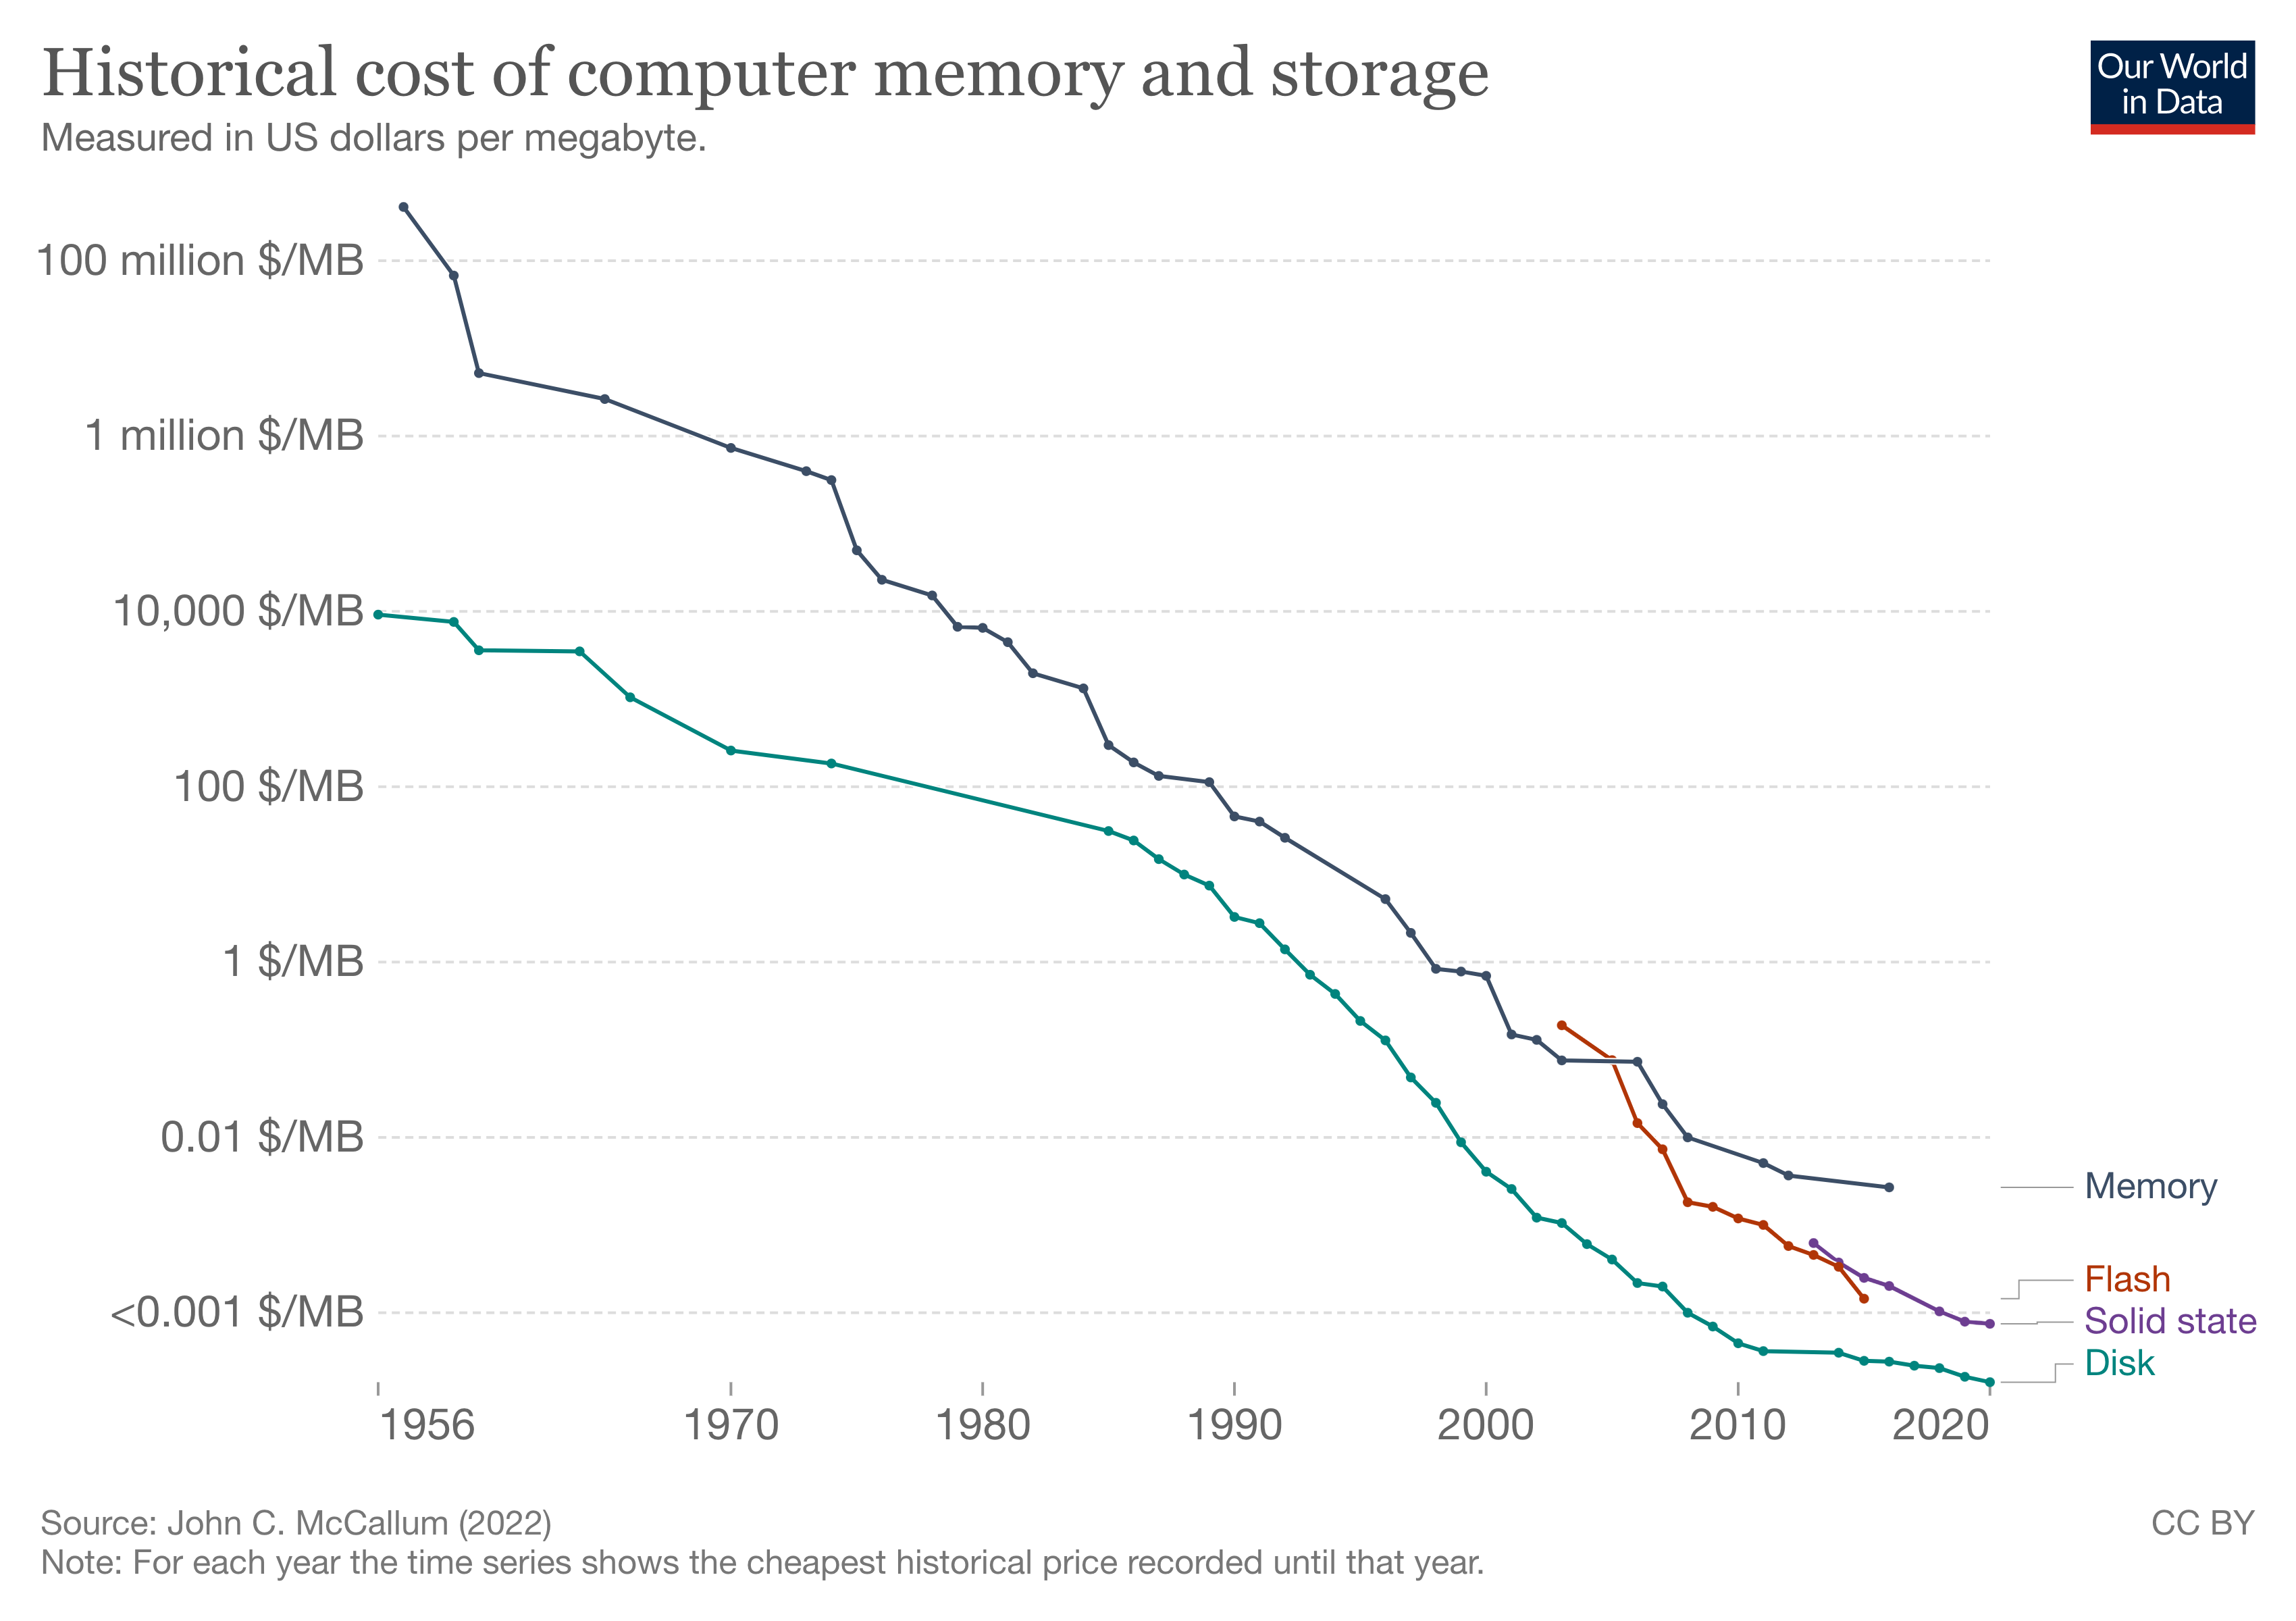 Historical cost of computer memory and storage
Measured in US dollars per megabyte.
Our World
in Data
100 million $/MB
1 million $/MB
10,000 $/MB
100 $/MB
1 $/MB
0.01 $/MB
<0.001 $/MB
Memory
Flash
Solid state
Disk
1956 1970 1980 1990 2000 2010 2020
Source: John C. McCallum (2022)
CC BY
Note: For each year the time series shows the cheapest historical price recorded until that year.